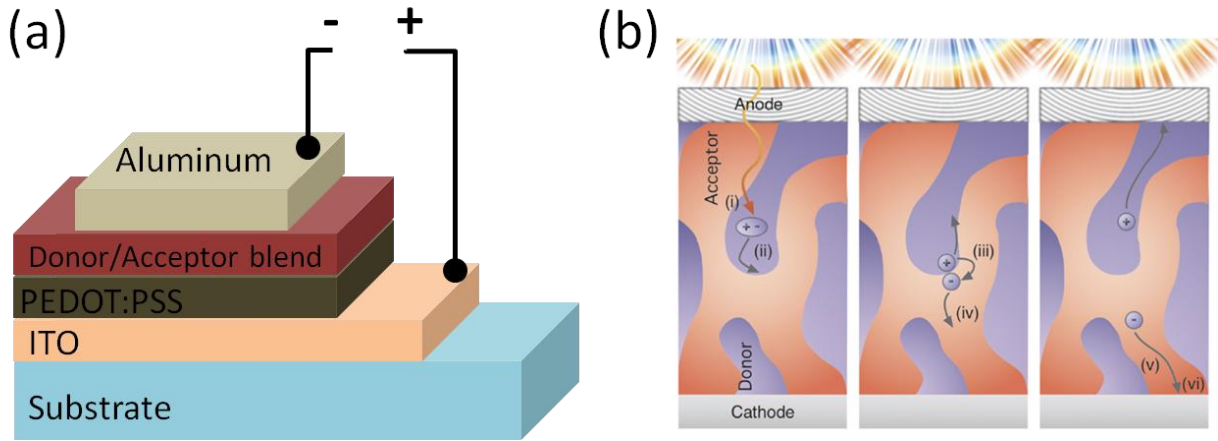 (a)
- +
Aluminum
Donor/Acceptor blend
PEDOT:PSS
ITO
Substrate
(b)
Anode
Acceptor
(i)
+ -
(ii)
Donor
Cathode
+
(iii)
-
(iv)
+
-
(v)
(vi)